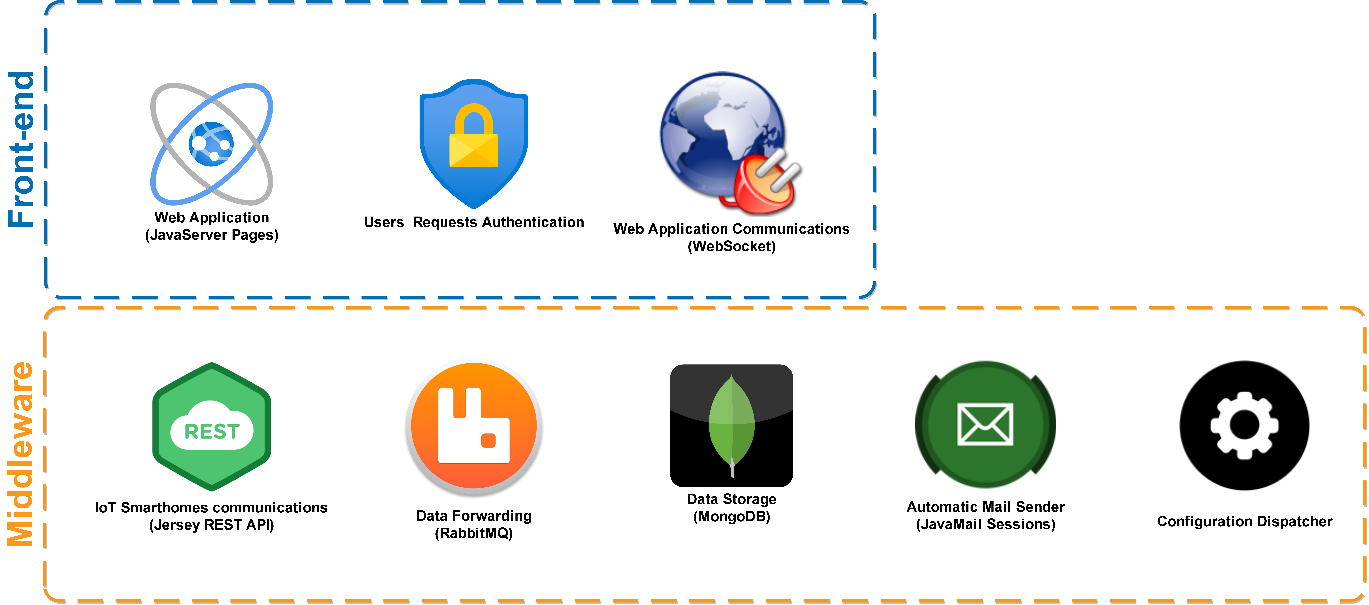 Front-end
Web Application
(JavaServer Pages)
Users Requests Authentication
Web Application Communications
(WebSocket)
Middleware
REST
IoT Smarthomes communications
(Jersey REST API)
Data Forwarding
(RabbitMQ)
Data Storage
(MongoDB)
Automatic Mail Sender
(JavaMail Sessions)
Configuration Dispatcher